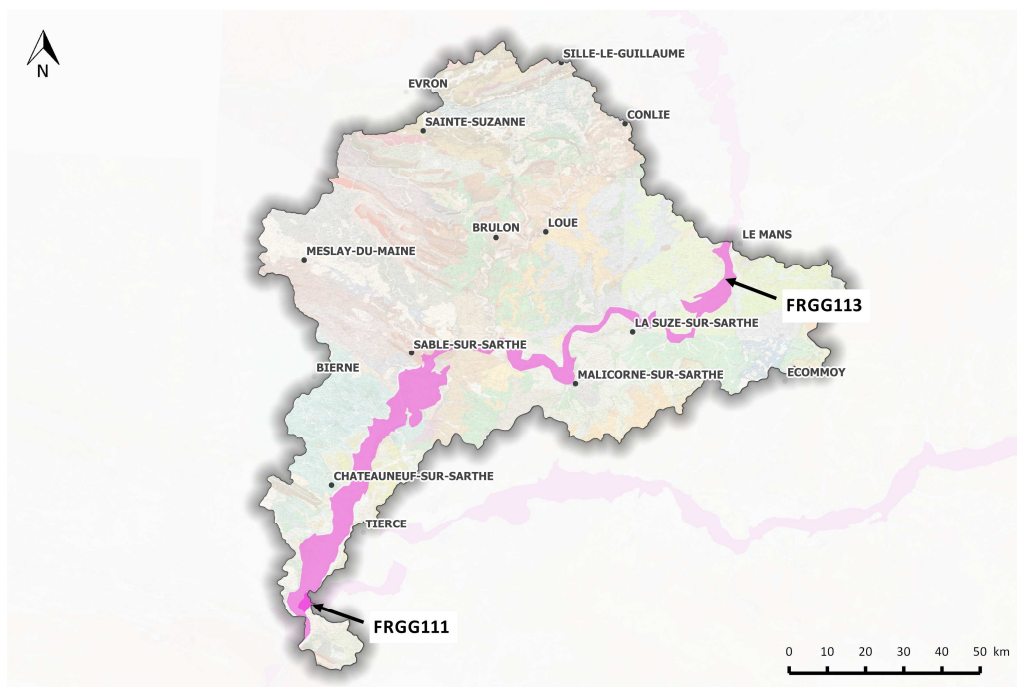 SILLE-LE-GUILLAUME
EVRON
N
CONLIE
SAINTE-SUZANNE
BRULON
LOUE
LE MANS
MESLAY-DU-MAINE
FRGG113
LA SUZE-SUR-SARTHE
SABLE-SUR-SARTHE
BIERNE
MALICORNE-SUR-SARTHE
ECOMMOY
CHATEAUNEUF-SUR-SARTHE
TIERCE
FRGG111
0 10 20 30 40 50 km